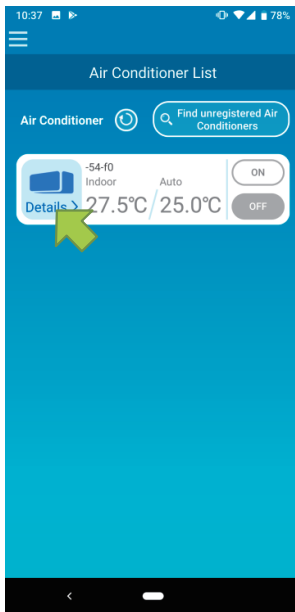 10:37 78%
Air Conditioner List
Air Conditioner
Find unregistered Air
Conditioners
-54-f0
Indoor Auto
Details > 27.5℃ / 25.0℃
ON
OFF